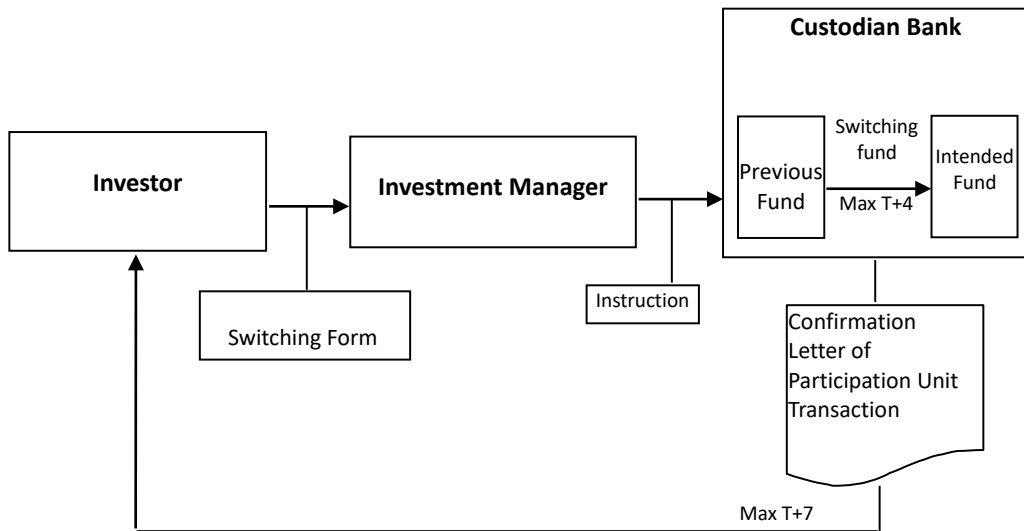 Custodian Bank
Investor
Investment Manager
Previous
Fund
Switching
fund
Max T+4
Intended
Fund
Switching Form
Instruction
Confirmation
Letter of
Participation Unit
Transaction
Max T+7